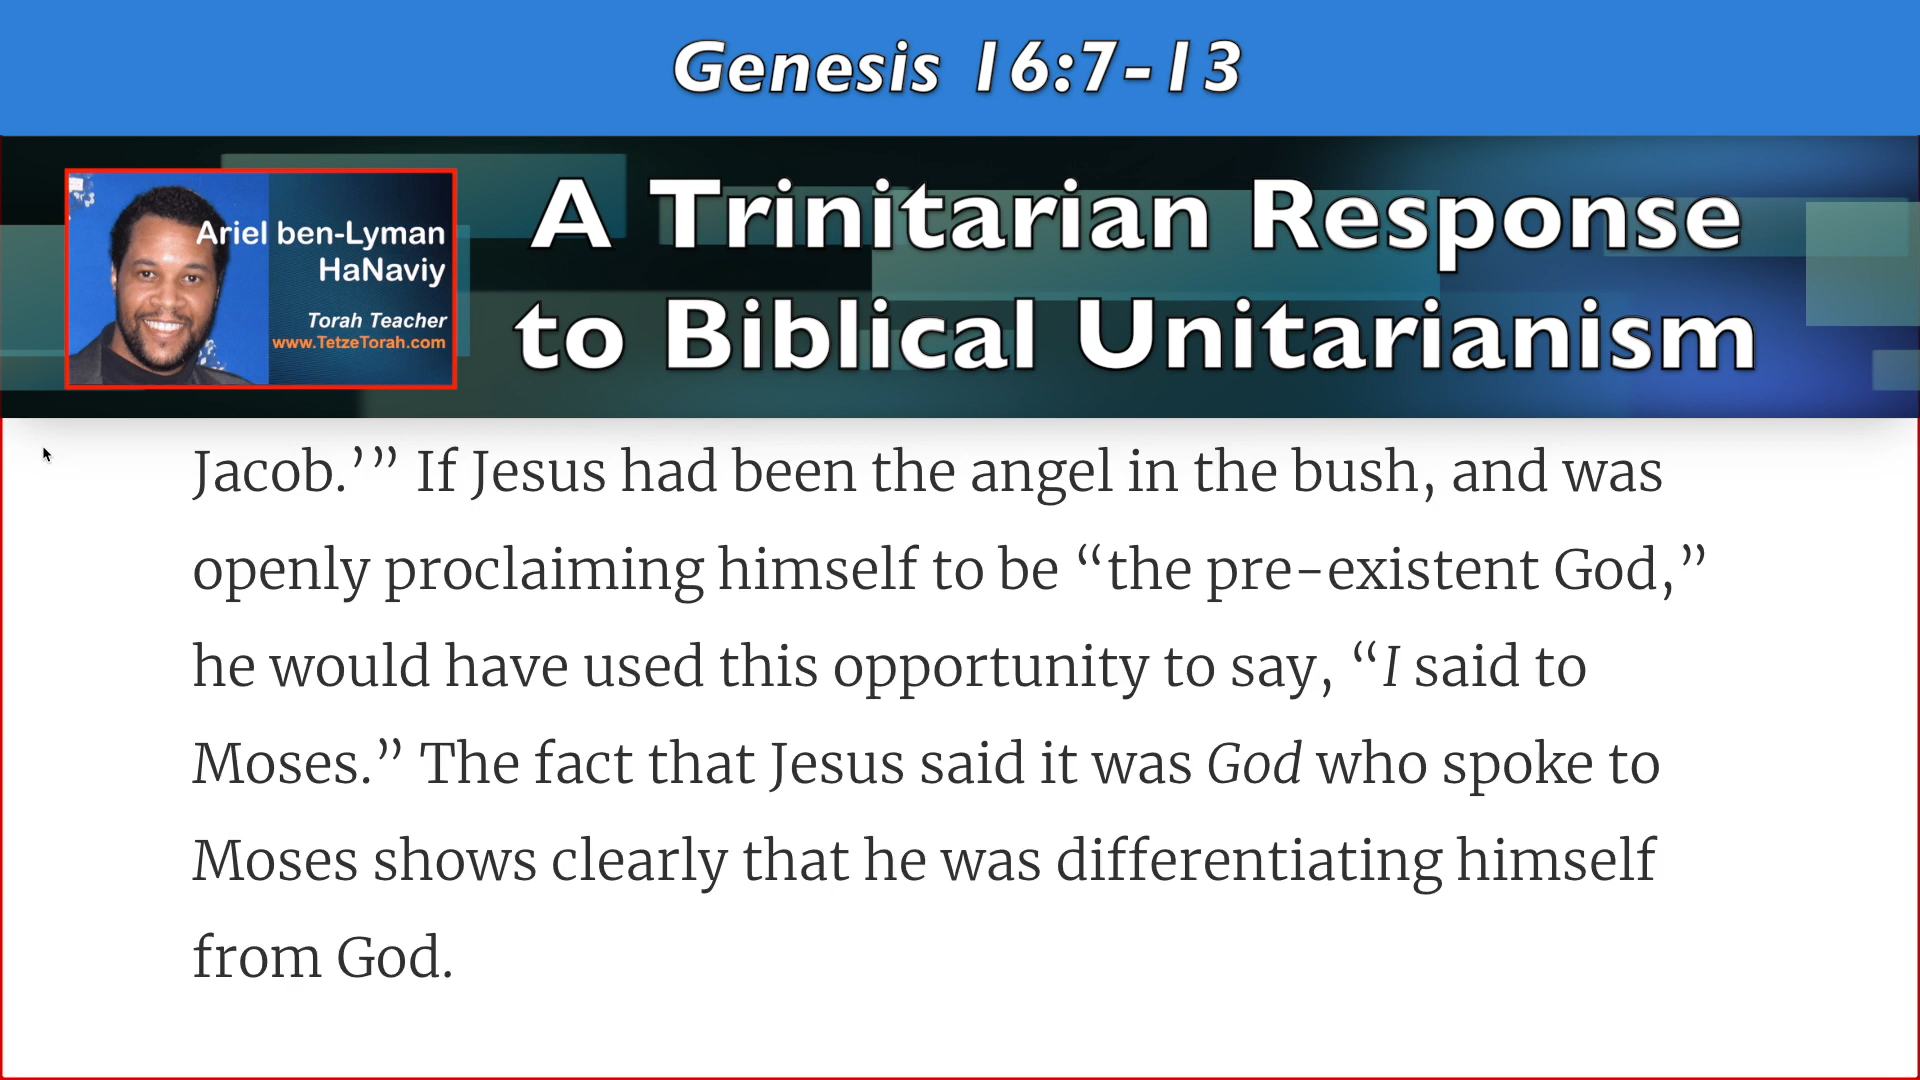 Genesis 16:7-13
Ariel ben-Lyman
HaNaviy
Torah Teacher
www.TetzeTorah.com
A Trinitarian Response
to Biblical Unitarianism
Jacob.’” If Jesus had been the angel in the bush, and was
openly proclaiming himself to be “the pre-existent God,”
he would have used this opportunity to say, “I said to
Moses.” The fact that Jesus said it was God who spoke to
Moses shows clearly that he was differentiating himself
from God.